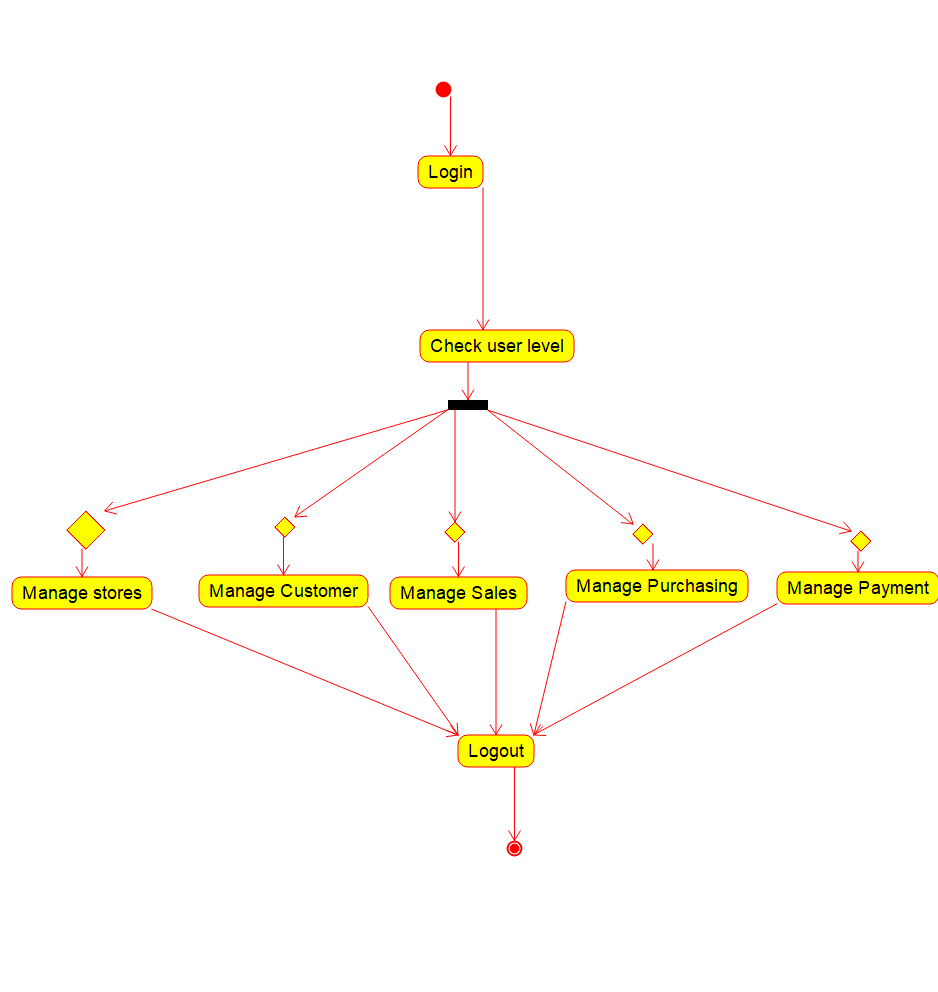 Login
Check user level
Manage stores
Manage Customer
Manage Sales
Manage Purchasing
Manage Payment
Logout